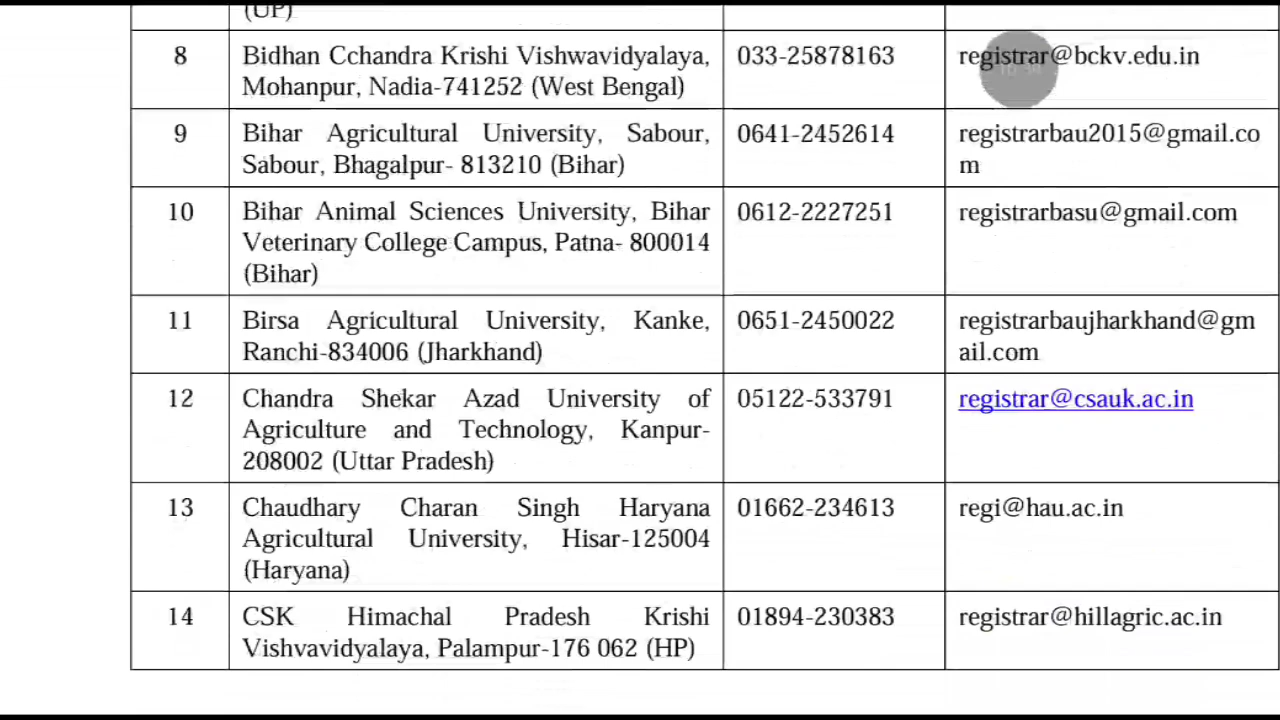 (UP)
8 Bidhan Cchandra Krishi Vishwavidyalaya, 033-25878163 registrar@bckv.edu.in
Mohanpur, Nadia-741252 (West Bengal)
9 Bihar Agricultural University, Sabour, 0641-2452614 registrarbau2015@gmail.co
Sabour, Bhagalpur- 813210 (Bihar) m
10 Bihar Animal Sciences University, Bihar 0612-2227251 registrarbasu@gmail.com
Veterinary College Campus, Patna- 800014
(Bihar)
11 Birsa Agricultural University, Kanke, 0651-2450022 registrarbaujharkhand@gm
Ranchi-834006 (Jharkhand) ail.com
12 Chandra Shekar Azad University of 05122-533791 registrar@csauk.ac.in
Agriculture and Technology, Kanpur-
208002 (Uttar Pradesh)
13 Chaudhary Charan Singh Haryana 01662-234613 regi@hau.ac.in
Agricultural University, Hisar-125004
(Haryana)
14 CSK Himachal Pradesh Krishi 01894-230383 registrar@hillagric.ac.in
Vishvavidyalaya, Palampur-176 062 (HP)